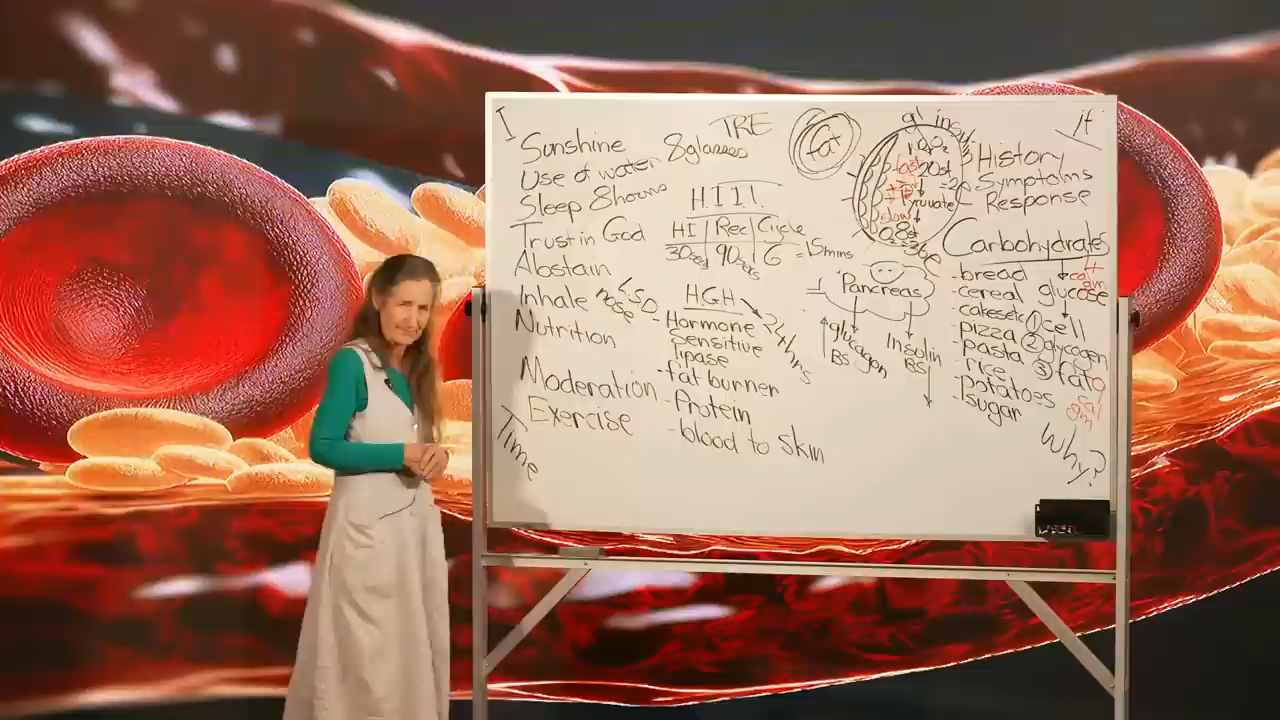 I
Sunshine
Use of water 8glasses
Sleep 8hours
Trust in God
Abstain
Inhale nose
Nutrition
Moderation
Exercise
Time
TRE
H.I.I.T.
HI | Rec | Cycle
30secs 90secs 6 = 15mins
HGH 24hrs
- Hormone
Sensitive
lipase
- fat burner
- Protein
- blood to skin
fat
Pancreas
glucagon
BS
Insulin
BS
History
Symptoms
Response
Carbohydrates
- bread
- cereal
- cakes etc
- pizza
- pasta
- rice
- potatoes
- sugar
glucose
① cell
② glycogen
③ fat
Why?
if